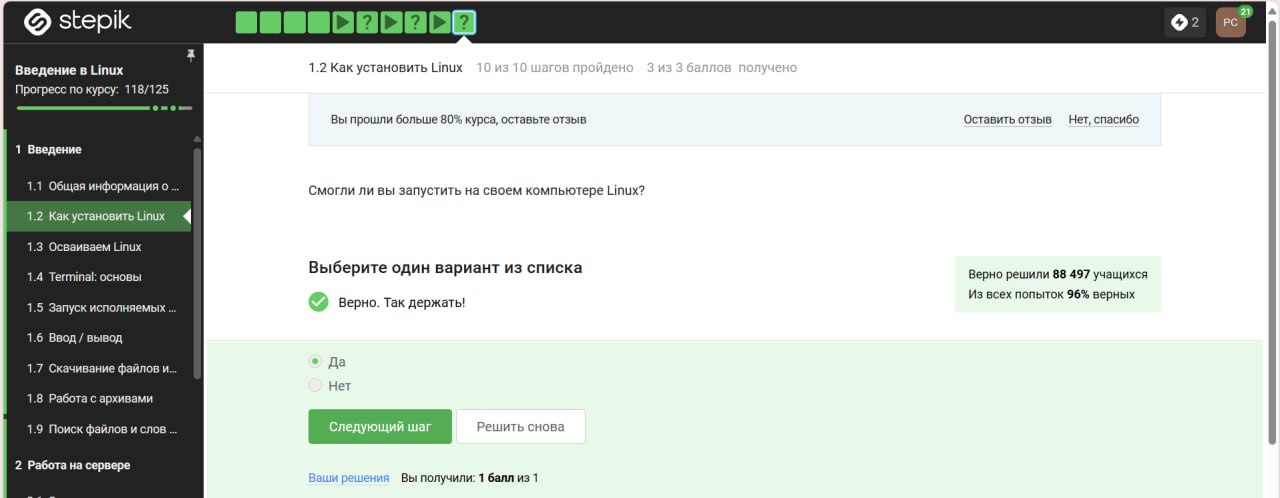 stepik
? ? ?
2
РС
21
Введение в Linux
Прогресс по курсу: 118/125
1 Введение
1.1 Общая информация о ...
1.2 Как установить Linux
1.3 Осваиваем Linux
1.4 Terminal: основы
1.5 Запуск исполняемых ...
1.6 Ввод / вывод
1.7 Скачивание файлов и...
1.8 Работа с архивами
1.9 Поиск файлов и слов ...
2 Работа на сервере
1.2 Как установить Linux 10 из 10 шагов пройдено 3 из 3 баллов получено
Вы прошли больше 80% курса, оставьте отзыв Оставить отзыв Нет, спасибо
Смогли ли вы запустить на своем компьютере Linux?
Выберите один вариант из списка
Верно. Так держать!
Верно решили 88 497 учащихся
Из всех попыток 96% верных
Да
Нет
Следующий шаг Решить снова
Ваши решения Вы получили: 1 балл из 1